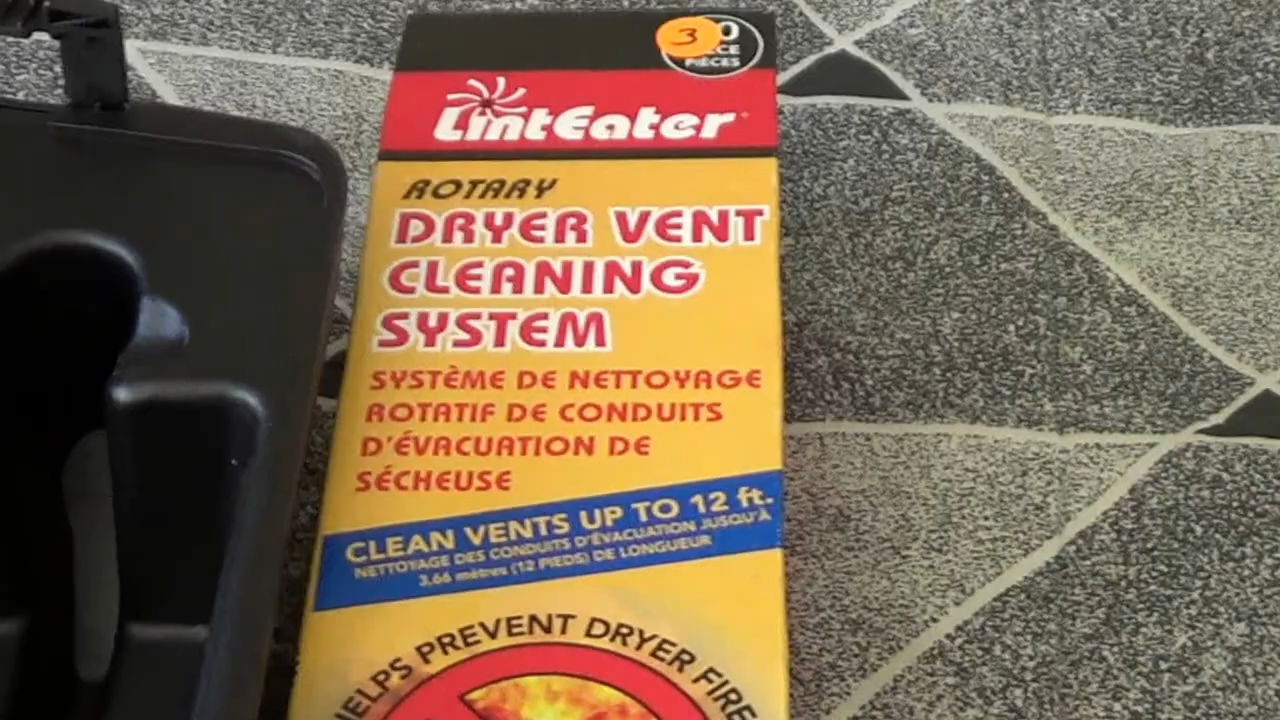 3
0
PIÈCES
LintEater
ROTARY
DRYER VENT
CLEANING
SYSTEM
SYSTÈME DE NETTOYAGE
ROTATIF DE CONDUITS
D'ÉVACUATION DE
SÉCHEUSE
CLEAN VENTS UP TO 12 ft.
NETTOYAGE DES CONDUITS D'ÉVACUATION JUSQU'À
3,66 mètres (12 PIEDS) DE LONGUEUR
HELPS PREVENT DRYER FIRE